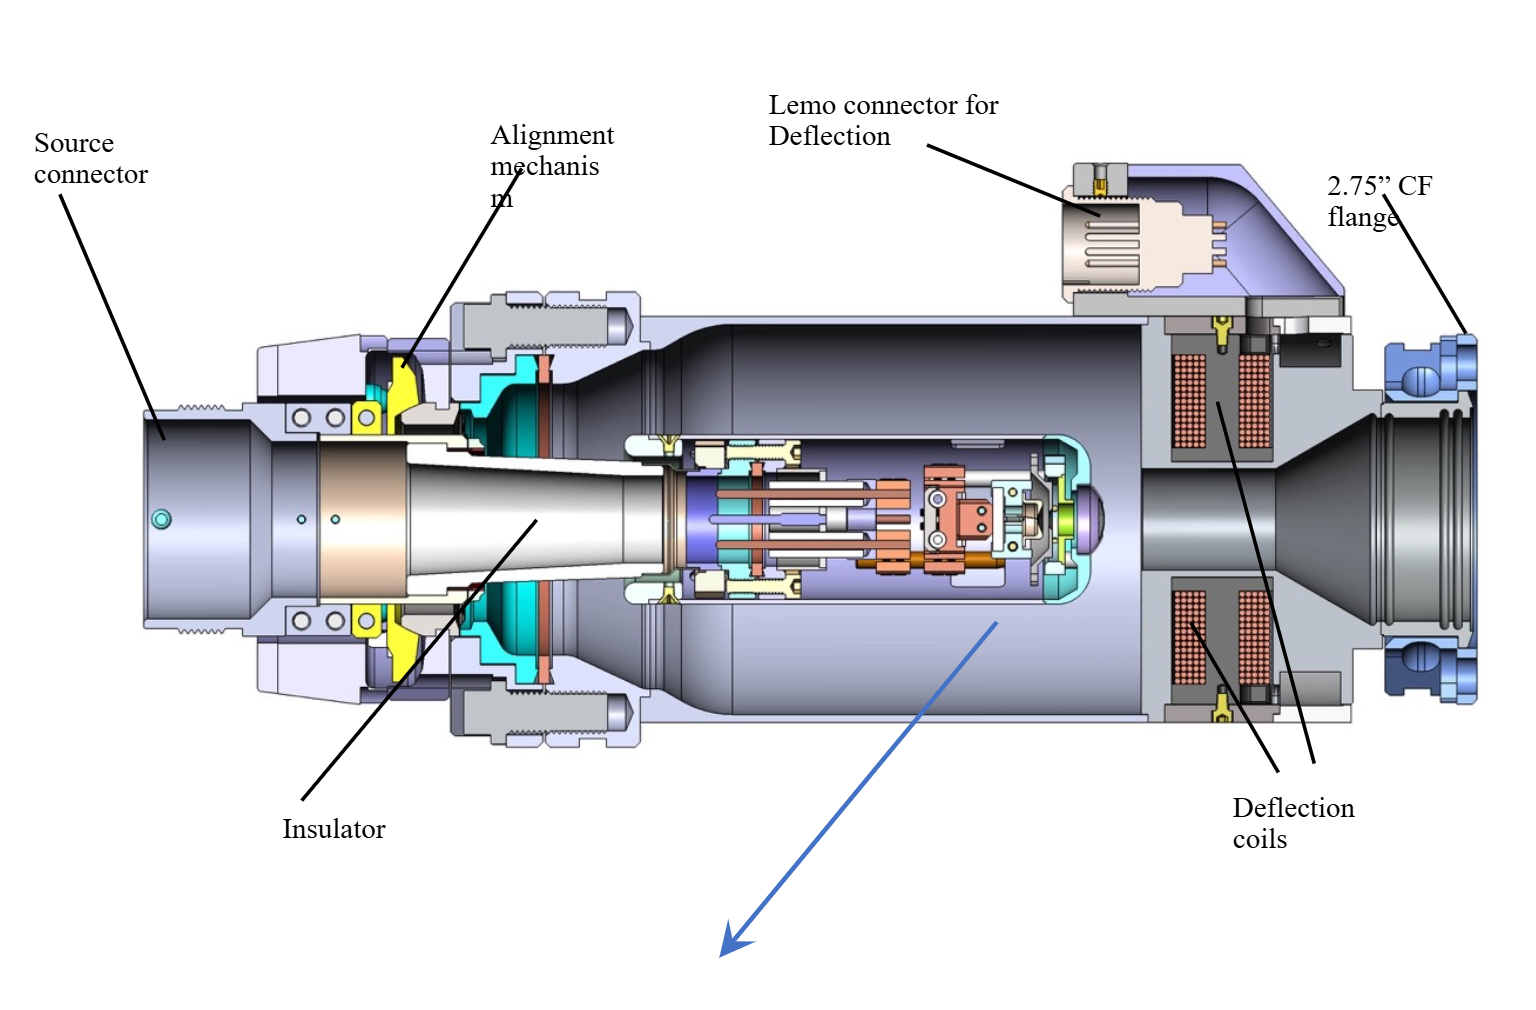 Lemo connector for
Deflection
Source
connector
Alignment
mechanis
m
2.75” CF
flange
Insulator
Deflection
coils